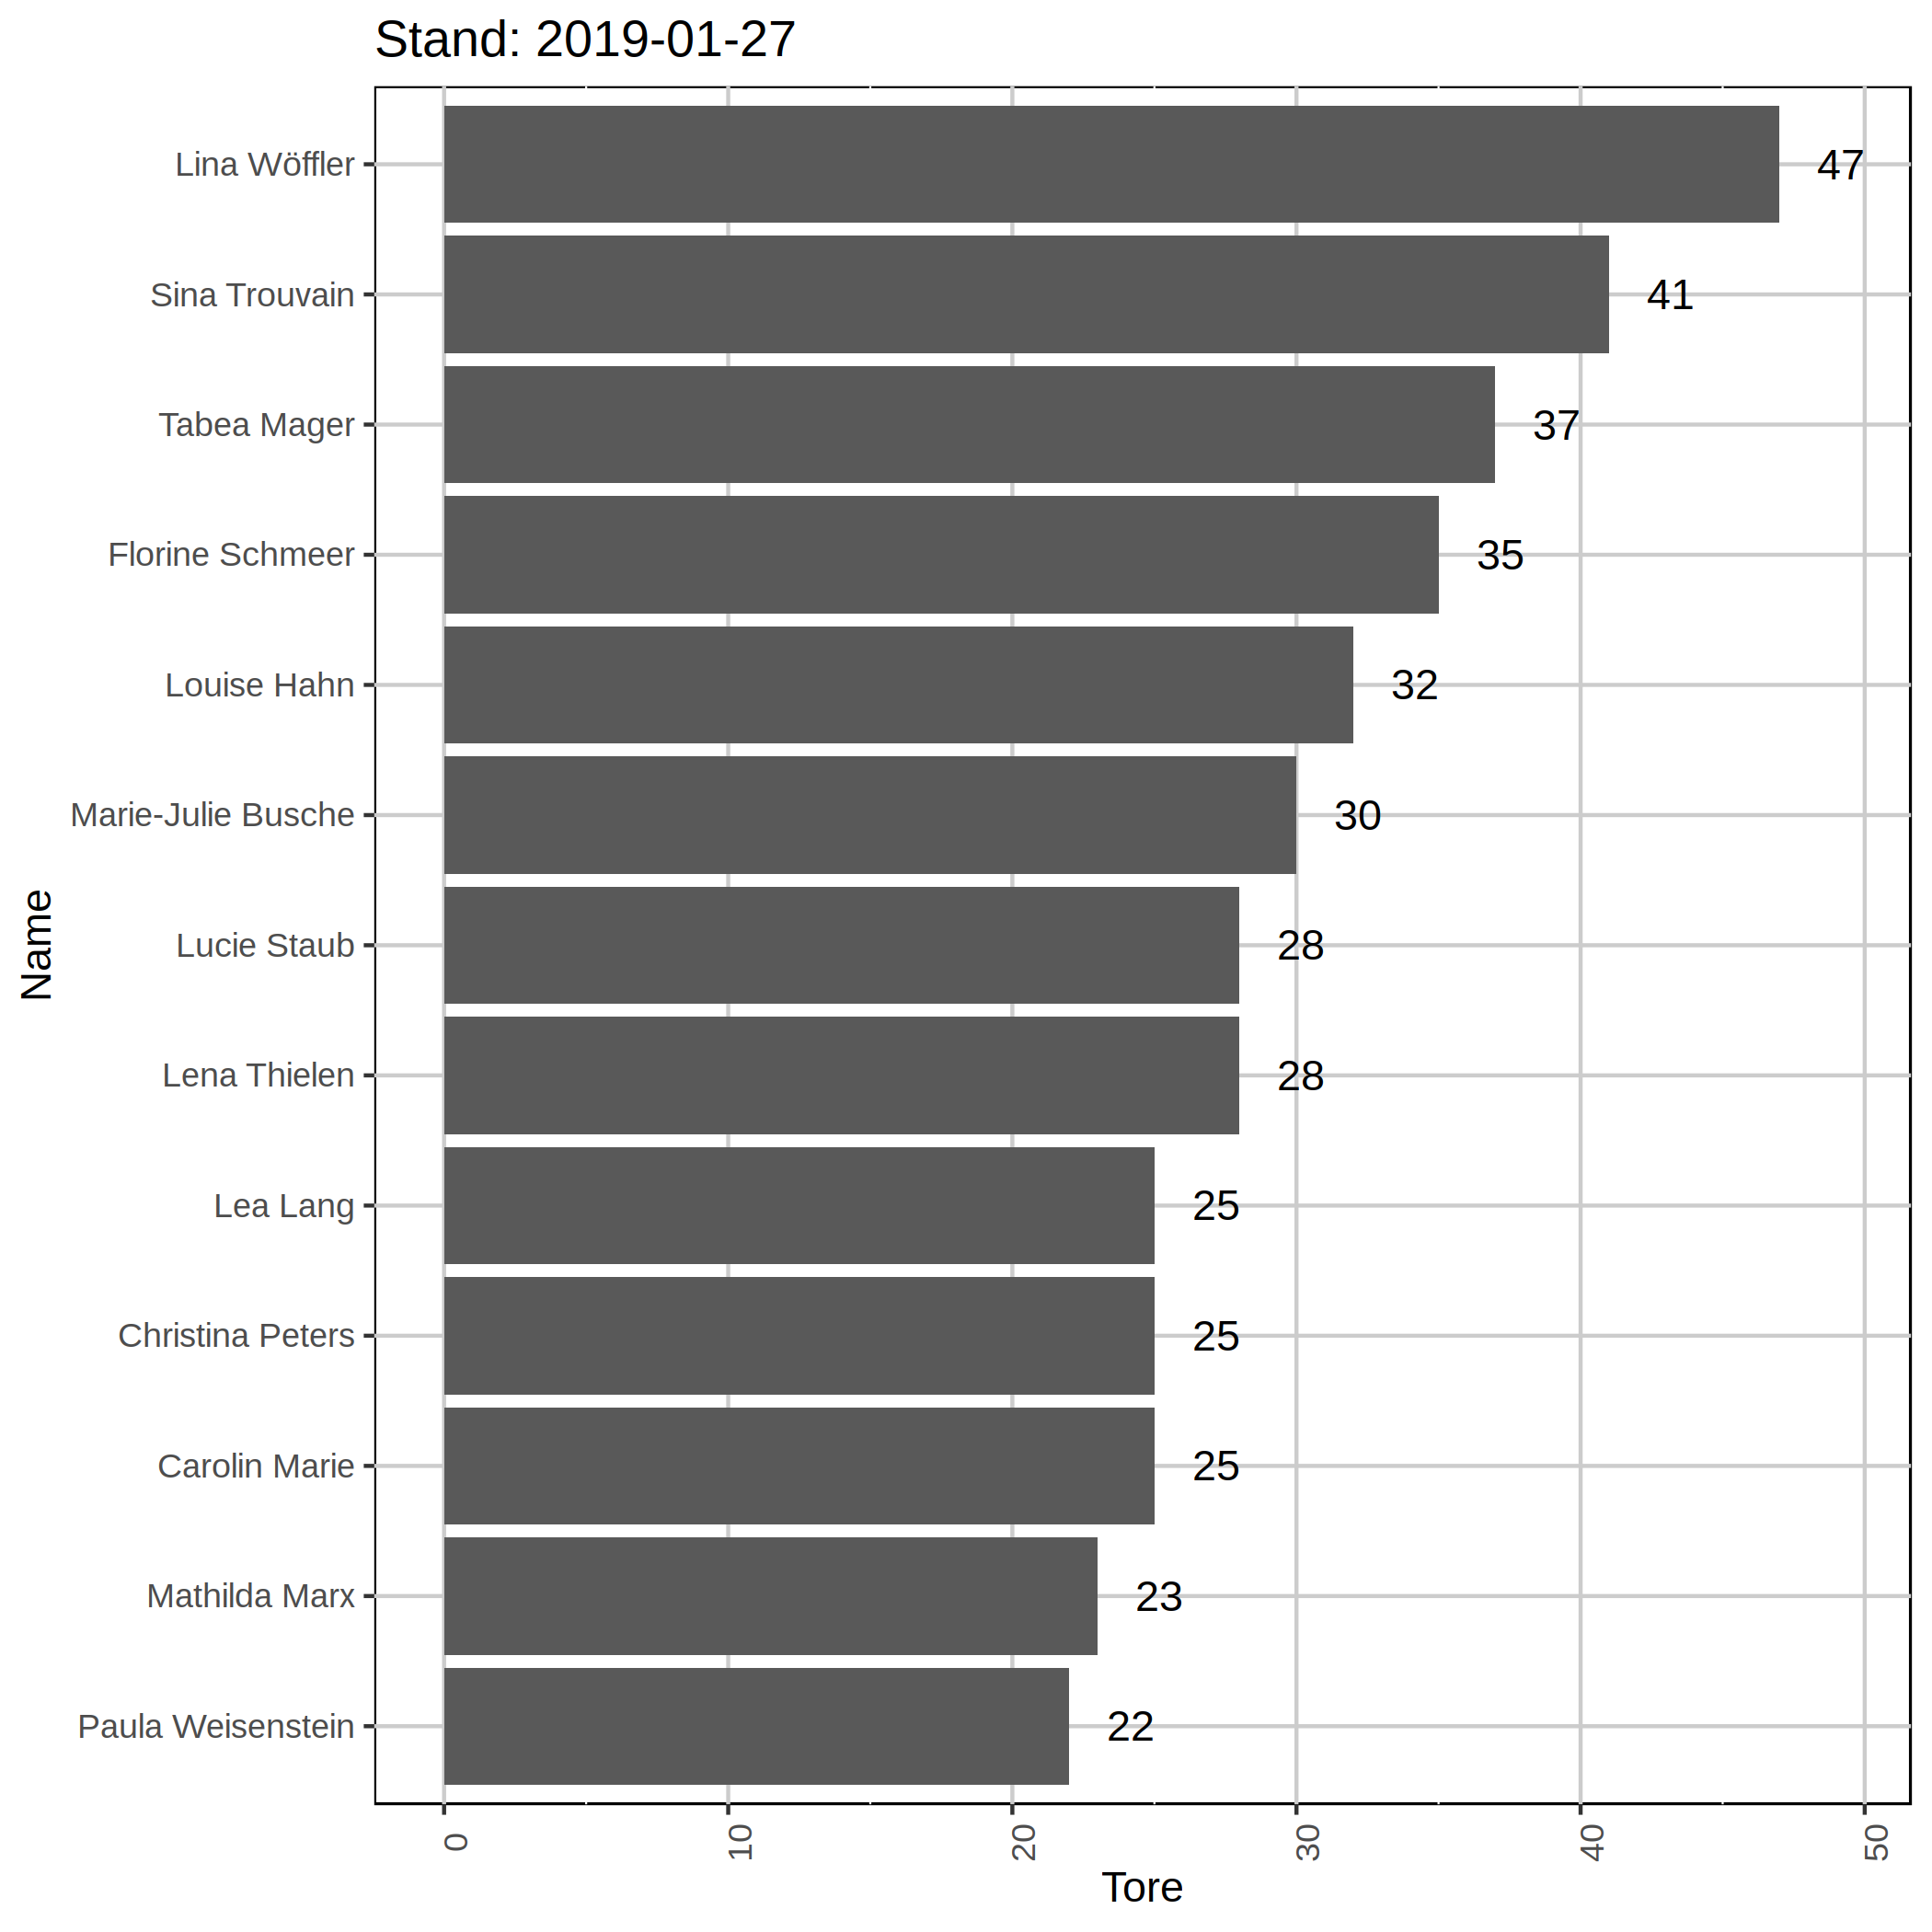 Stand: 2019-01-27
Name
Lina Wöffler 47
Sina Trouvain 41
Tabea Mager 37
Florine Schmeer 35
Louise Hahn 32
Marie-Julie Busche 30
Lucie Staub 28
Lena Thielen 28
Lea Lang 25
Christina Peters 25
Carolin Marie 25
Mathilda Marx 23
Paula Weisenstein 22
0 10 20 30 40 50
Tore